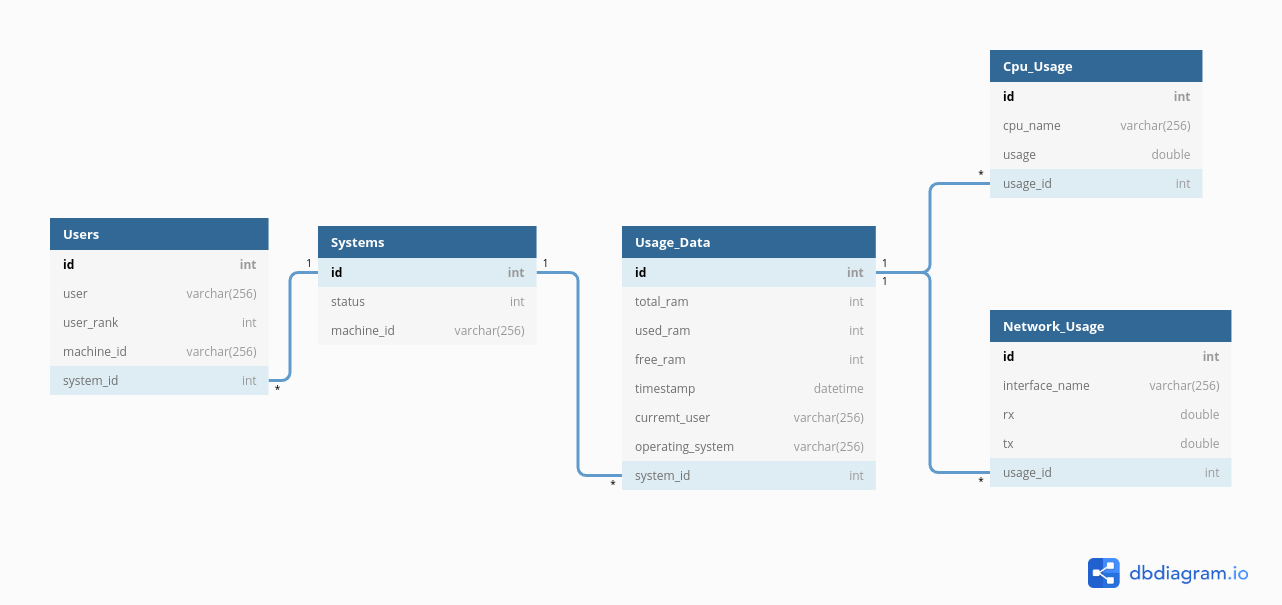 Users
id int
user varchar(256)
user_rank int
machine_id varchar(256)
system_id int
*
1
Systems
id int
status int
machine_id varchar(256)
1
*
Usage_Data
id int
total_ram int
used_ram int
free_ram int
timestamp datetime
curremt_user varchar(256)
operating_system varchar(256)
system_id int
1
1
*
Cpu_Usage
id int
cpu_name varchar(256)
usage double
usage_id int
*
Network_Usage
id int
interface_name varchar(256)
rx double
tx double
usage_id int
dbdiagram.io